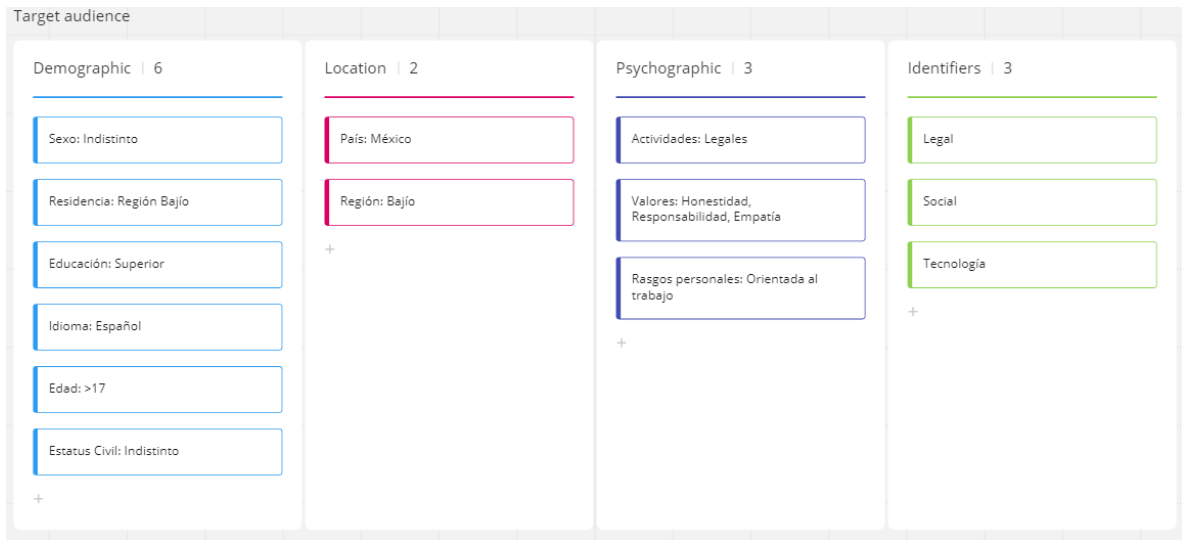 Target audience
Demographic | 6
Sexo: Indistinto
Residencia: Región Bajío
Educación: Superior
Idioma: Español
Edad: >17
Estatus Civil: Indistinto
+
Location | 2
País: México
Región: Bajío
+
Psychographic | 3
Actividades: Legales
Valores: Honestidad,
Responsabilidad, Empatía
Rasgos personales: Orientada al
trabajo
+
Identifiers | 3
Legal
Social
Tecnología
+